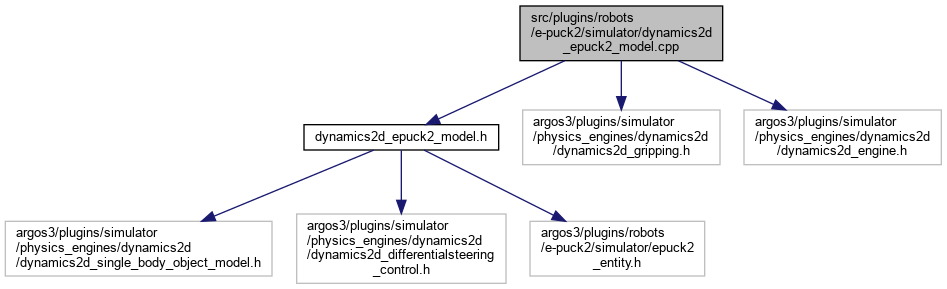 src/plugins/robots
/e-puck2/simulator/dynamics2d
_epuck2_model.cpp
dynamics2d_epuck2_model.h
argos3/plugins/simulator
/physics_engines/dynamics2d
/dynamics2d_gripping.h
argos3/plugins/simulator
/physics_engines/dynamics2d
/dynamics2d_engine.h
argos3/plugins/simulator
/physics_engines/dynamics2d
/dynamics2d_single_body_object_model.h
argos3/plugins/simulator
/physics_engines/dynamics2d
/dynamics2d_differentialsteering
_control.h
argos3/plugins/robots
/e-puck2/simulator/epuck2
_entity.h